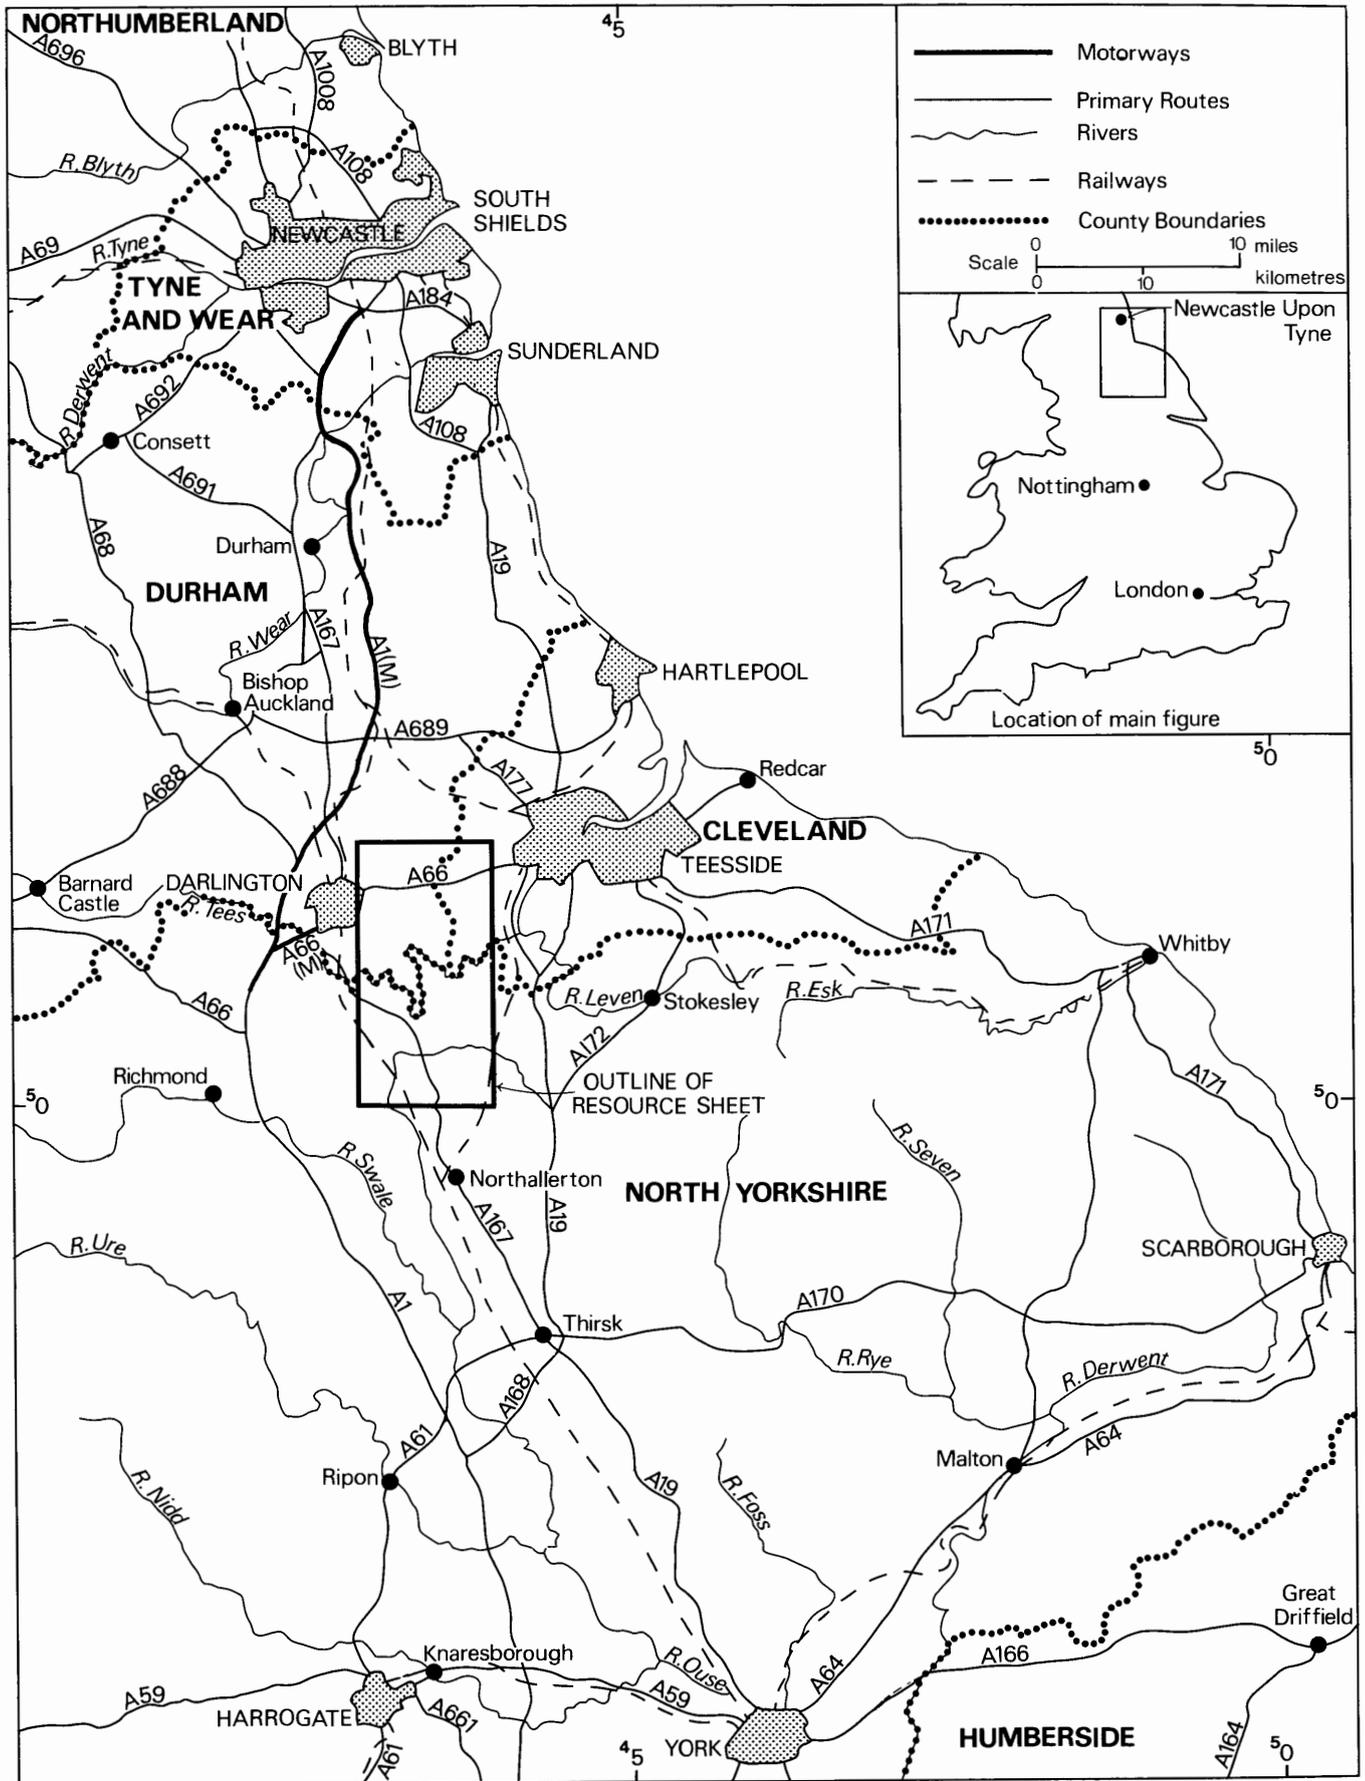 NORTHUMBERLAND
45
A696
A1008
BLYTH
R.Blyth
A108
SOUTH
SHIELDS
NEWCASTLE
A69
R.Tyne
TYNE
AND WEAR
A184
SUNDERLAND
R.Derwent
A692
A108
Consett
A691
A68
Durham
A19
DURHAM
R.Wear
A167
A1(M)
HARTLEPOOL
Bishop
Auckland
A689
A688
A177
Redcar
CLEVELAND
TEESSIDE
Barnard
Castle
DARLINGTON
R. Tees
A66
A66
(M)
A171
Whitby
A66
R.Leven
Stokesley
R.Esk
A172
Richmond
OUTLINE OF
RESOURCE SHEET
A171
50
50
R.Swale
R.Seven
Northallerton
NORTH YORKSHIRE
A167
A19
R.Ure
SCARBOROUGH
A1
A170
Thirsk
R.Rye
R.Derwent
A168
A61
A64
Malton
Ripon
A19
R.Foss
R. Nidd
Great
Driffield
Knaresborough
R.Ouse
A64
A166
A59
A59
HARROGATE
A661
A61
45
YORK
HUMBERSIDE
A164
50
Motorways
Primary Routes
Rivers
Railways
County Boundaries
0
10 miles
Scale
0
10
kilometres
Newcastle Upon
Tyne
Nottingham
London
Location of main figure
50